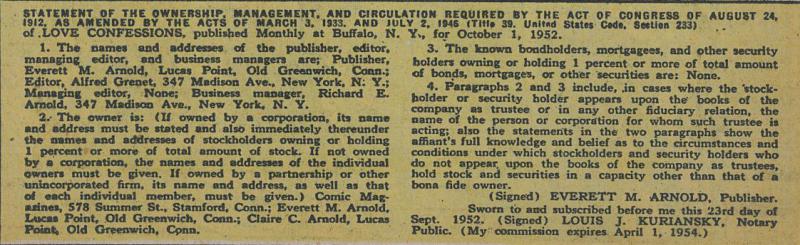 STATEMENT OF THE OWNERSHIP, MANAGEMENT, AND CIRCULATION REQUIRED BY THE ACT OF CONGRESS OF AUGUST 24,
1912, AS AMENDED BY THE ACTS OF MARCH 3, 1933, AND JULY 2, 1946 (Title 39, United States Code, Section 233)
of LOVE CONFESSIONS, published Monthly at Buffalo, N. Y., for October 1, 1952.
1. The names and addresses of the publisher, editor,
managing editor, and business managers are; Publisher,
Everett M. Arnold, Lucas Point, Old Greenwich, Conn.;
Editor, Alfred Grenet, 347 Madison Ave., New York, N. Y.;
Managing editor, None; Business manager, Richard E.
Arnold, 347 Madison Ave., New York, N. Y.
2. The owner is: (If owned by a corporation, its name
and address must be stated and also immediately thereunder
the names and addresses of stockholders owning or holding
1 percent or more of total amount of stock. If not owned
by a corporation, the names and addresses of the individual
owners must be given. If owned by a partnership or other
unincorporated firm, its name and address, as well as that
of each individual member, must be given.) Comic Mag-
azines, 578 Summer St., Stamford, Conn.; Everett M. Arnold,
Lucas Point, Old Greenwich, Conn.; Claire C. Arnold, Lucas
Point, Old Greenwich, Conn.
3. The known bondholders, mortgagees, and other security
holders owning or holding 1 percent or more of total amount
of bonds, mortgages, or other securities are: None.
4. Paragraphs 2 and 3 include, in cases where the stock-
holder or security holder appears upon the books of the
company as trustee or in any other fiduciary relation, the
name of the person or corporation for whom such trustee is
acting; also the statements in the two paragraphs show the
affiant's full knowledge and belief as to the circumstances and
conditions under which stockholders and security holders who
do not appear upon the books of the company as trustees,
hold stock and securities in a capacity other than that of a
bona fide owner.
(Signed) EVERETT M. ARNOLD, Publisher.
Sworn to and subscribed before me this 23rd day of
Sept. 1952. (Signed) LOUIS J. KURIANSKY, Notary
Public. (My commission expires April 1, 1954.)